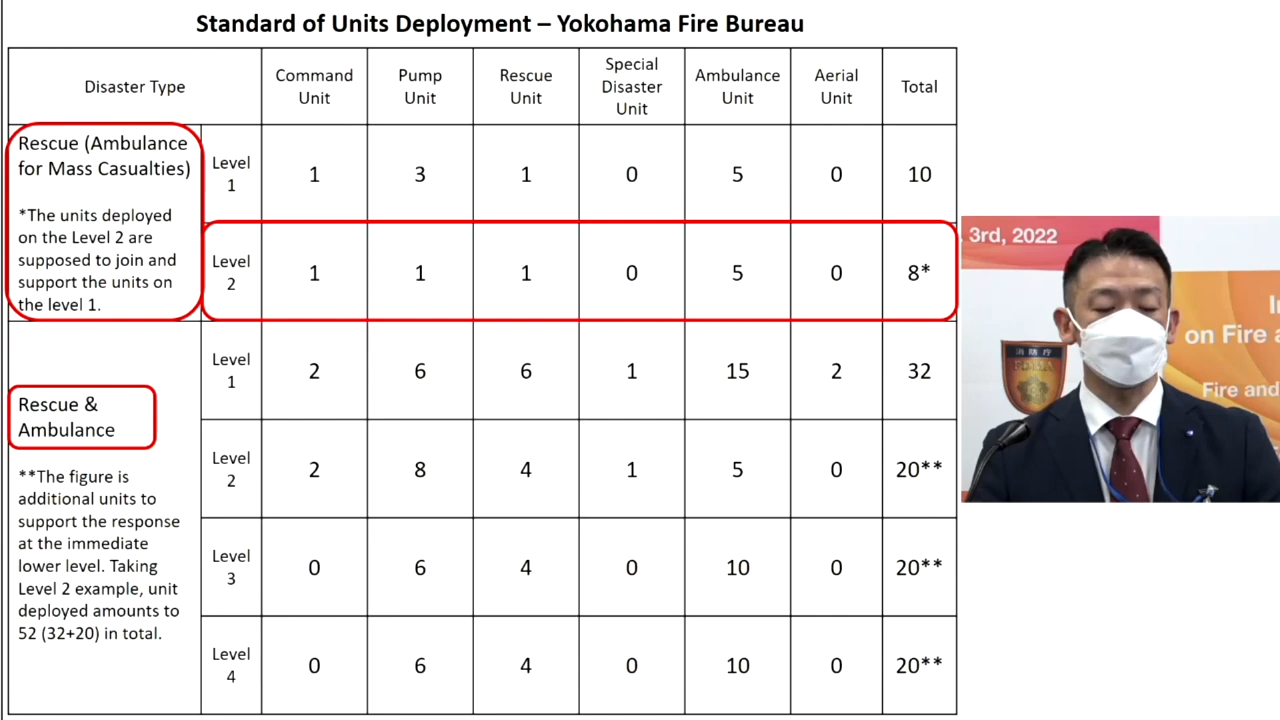 Standard of Units Deployment – Yokohama Fire Bureau
Disaster Type
Command
Unit
Pump
Unit
Rescue
Unit
Special
Disaster
Unit
Ambulance
Unit
Aerial
Unit
Total
Rescue (Ambulance
for Mass Casualties)
*The units deployed
on the Level 2 are
supposed to join and
support the units on
the level 1.
Level
1
1 3 1 0 5 0 10
Level
2
1 1 1 0 5 0 8*
Rescue &
Ambulance
**The figure is
additional units to
support the response
at the immediate
lower level. Taking
Level 2 example, unit
deployed amounts to
52 (32+20) in total.
Level
1
2 6 6 1 15 2 32
Level
2
2 8 4 1 5 0 20**
Level
3
0 6 4 0 10 0 20**
Level
4
0 6 4 0 10 0 20**
3rd, 2022
on Fire
Fire and
消防庁